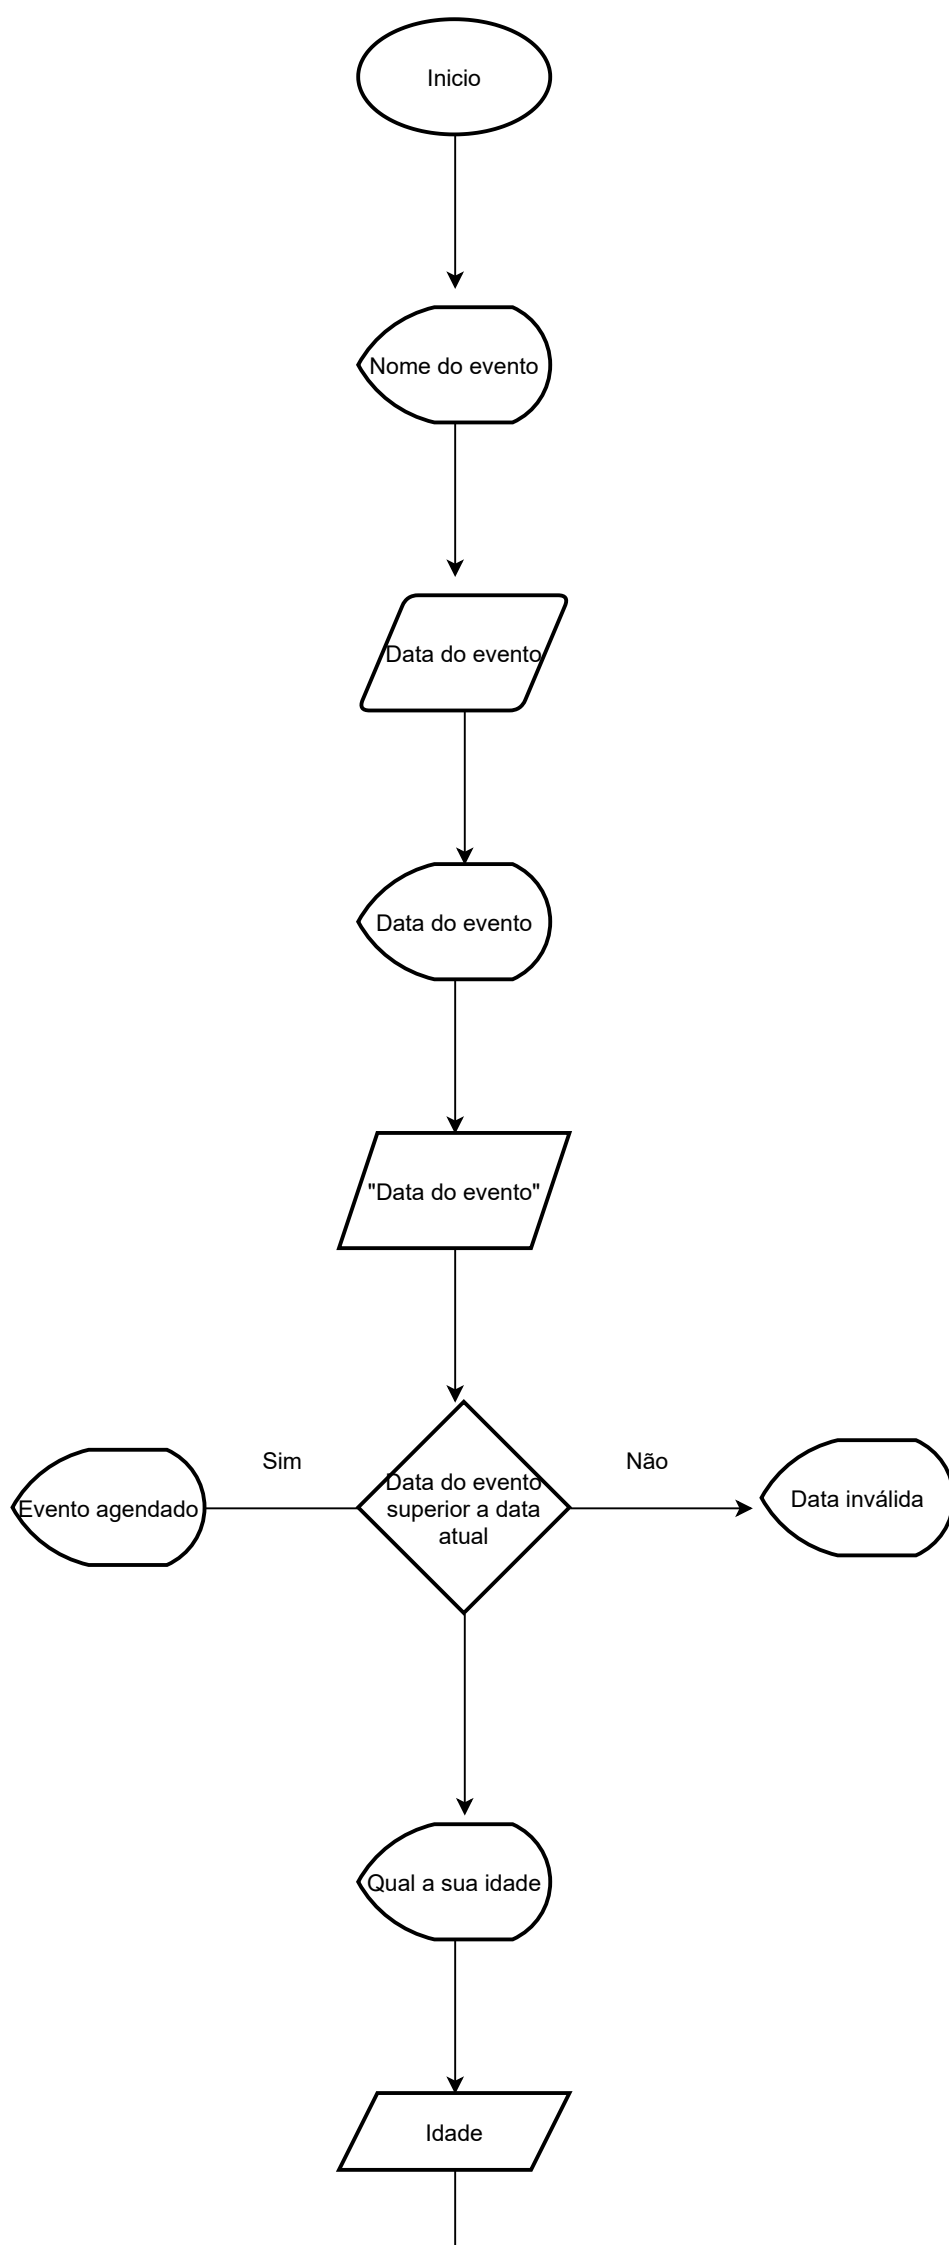 Inicio
Nome do evento
Data do evento
Data do evento
"Data do evento"
Sim
Não
Evento agendado
Data do evento
superior a data
atual
Data inválida
Qual a sua idade
Idade